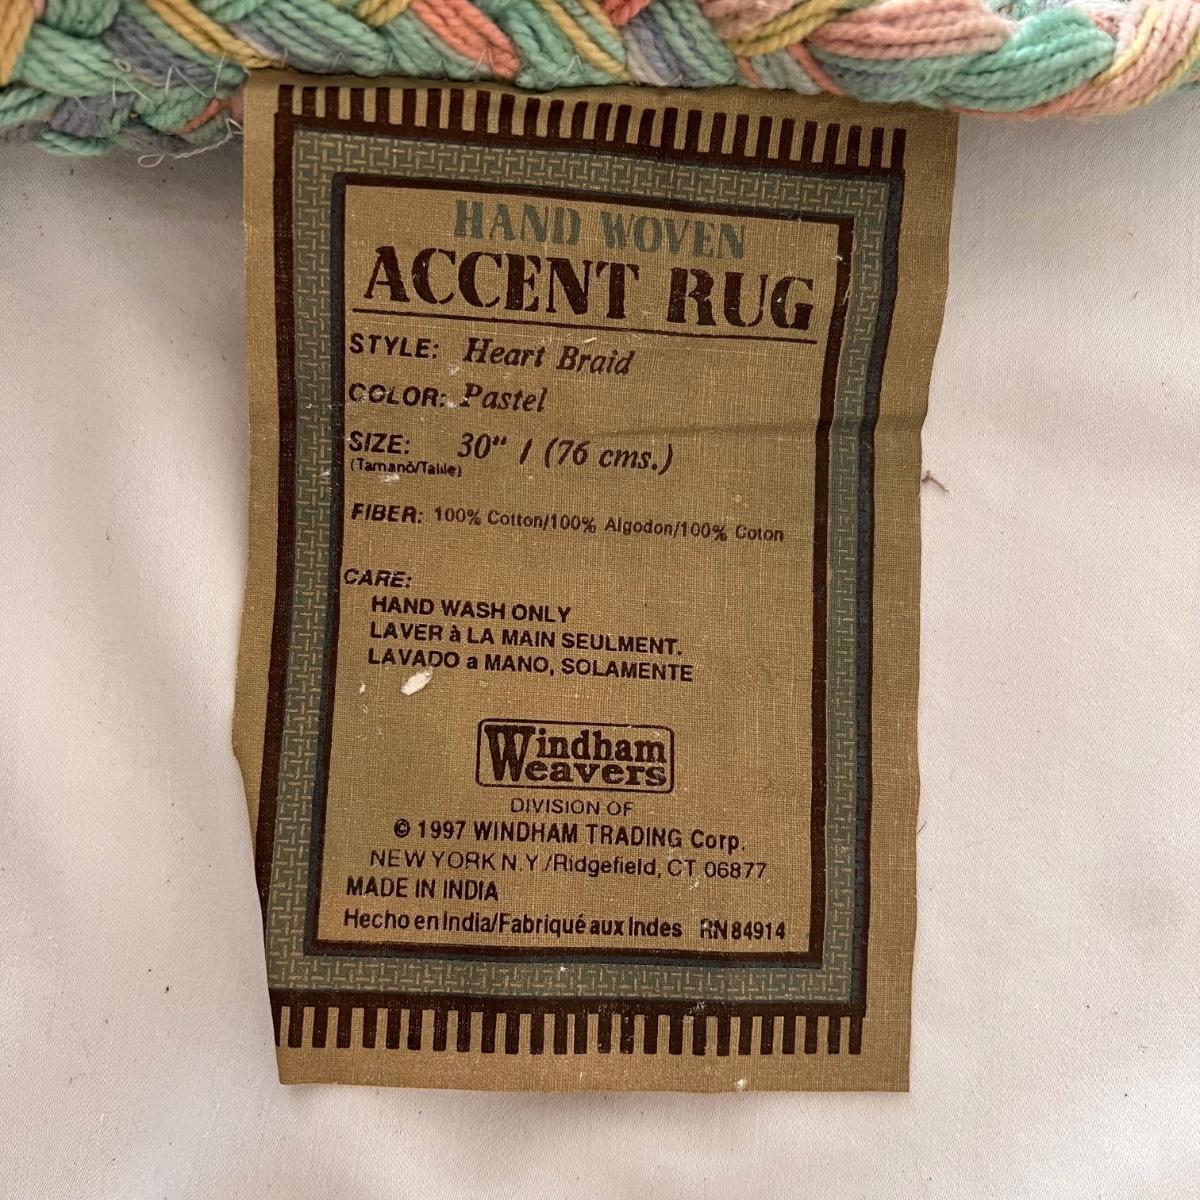 HAND WOVEN
ACCENT RUG
STYLE: Heart Braid
COLOR: Pastel
SIZE: 30" / (76 cms.)
(Tamanō/Taille)
FIBER: 100% Cotton/100% Algodon/100% Coton
CARE:
HAND WASH ONLY
LAVER à LA MAIN SEULMENT.
LAVADO a MANO, SOLAMENTE
Windham
Weavers
DIVISION OF
© 1997 WINDHAM TRADING Corp.
NEW YORK N.Y./Ridgefield, CT 06877
MADE IN INDIA
Hecho en India/Fabriqué aux Indes RN 84914